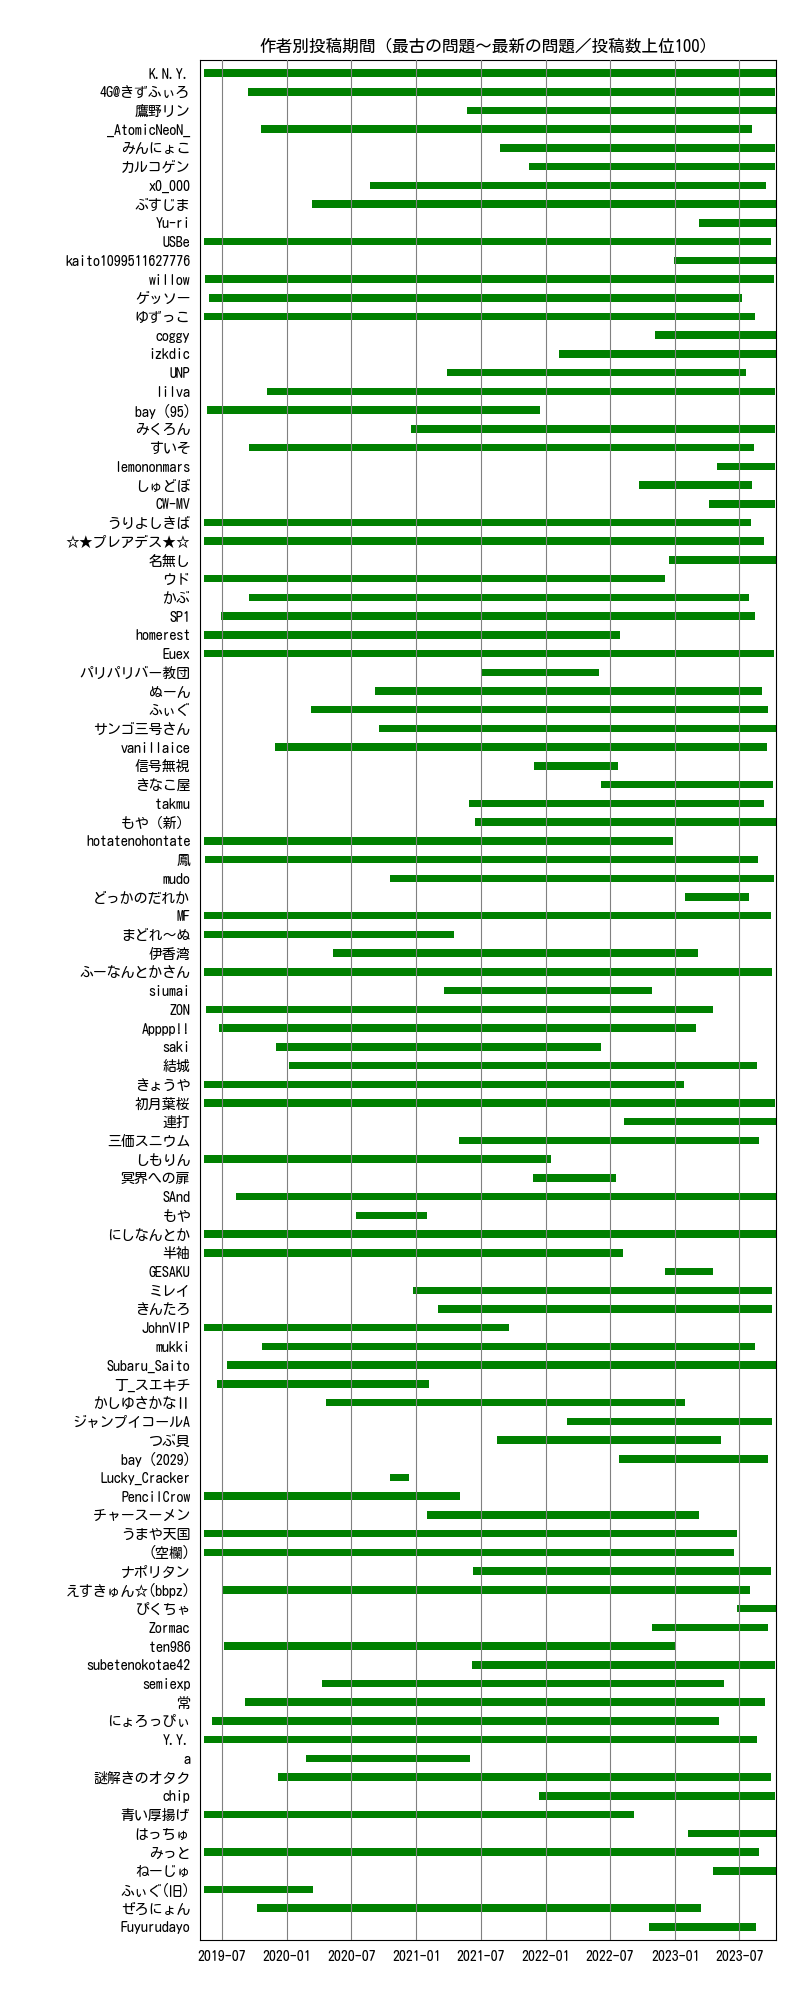 作者別投稿期間（最古の問題～最新の問題／投稿数上位100）
K.N.Y.
4G@きずふぃろ
鷹野リン
_AtomicNeoN_
みんにょこ
カルコゲン
x0_000
ぶすじま
Yu-ri
USBe
kaito1099511627776
willow
ゲッソー
ゆずっこ
coggy
izkdic
UNP
lilva
bay (95)
みくろん
すいそ
lemononmars
しゅどぼ
CW-MV
うりよしきば
☆★プレアデス★☆
名無し
ウド
かぶ
SP1
homerest
Euex
パリパリバー教団
ぬーん
ふぃぐ
サンゴ三号さん
vanillaice
信号無視
きなこ屋
takmu
もや（新）
hotatenohontate
鳳
mudo
どっかのだれか
MF
まどれ～ぬ
伊香湾
ふーなんとかさん
siumai
ZON
Appppll
saki
結城
きょうや
初月葉桜
連打
三価スニウム
しもりん
冥界への扉
SAnd
もや
にしなんとか
半袖
GESAKU
ミレイ
きんたろ
JohnVIP
mukki
Subaru_Saito
丁_スエキチ
かしゆさかなII
ジャンプイコールA
つぶ貝
bay (2029)
Lucky_Cracker
PencilCrow
チャースーメン
うまや天国
(空欄)
ナポリタン
えすきゅん☆(bbpz)
ぴくちゃ
Zormac
ten986
subetenokotae42
semiexp
常
にょろっぴぃ
Y.Y.
a
謎解きのオタク
chip
青い厚揚げ
はっちゅ
みっと
ねーじゅ
ふぃぐ(旧)
ぜろにょん
Fuyurudayo
2019-07 2020-01 2020-07 2021-01 2021-07 2022-01 2022-07 2023-01 2023-07